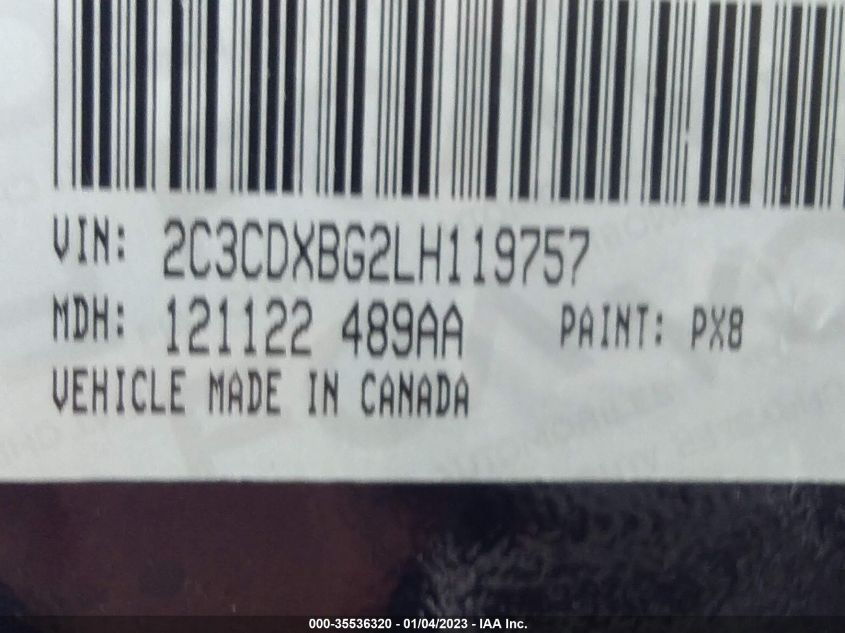 VIN: 2C3CDXBG2LH119757
MDH: 121122 489AA PAINT: PX8
VEHICLE MADE IN CANADA
000-35536320 - 01/04/2023 - IAA Inc.